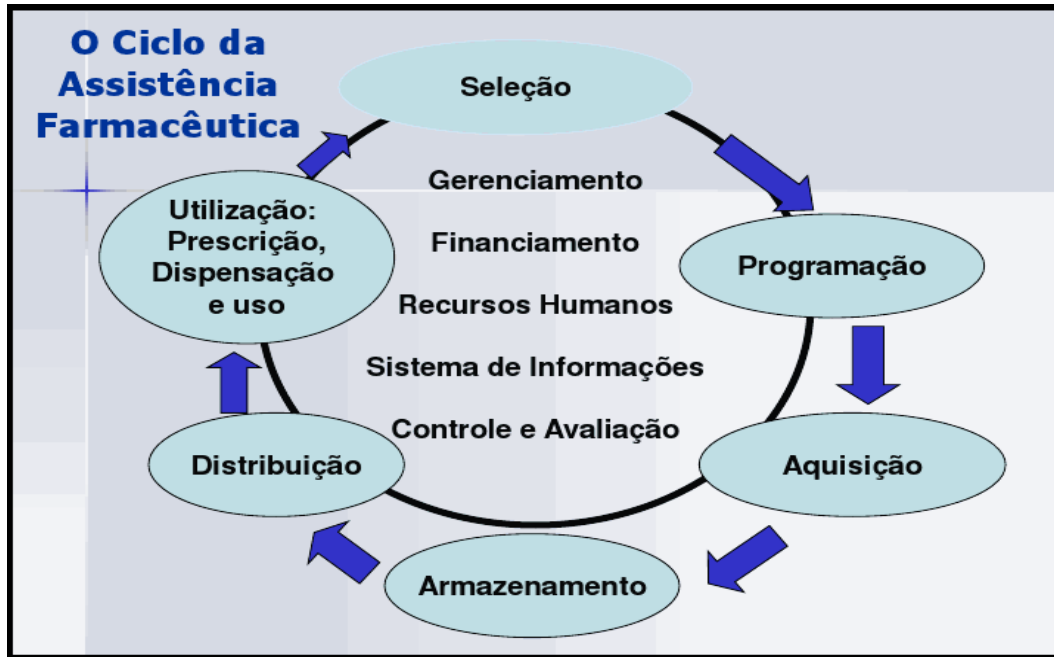 O Ciclo da
Assistência
Farmacêutica
Seleção
Gerenciamento
Financiamento
Recursos Humanos
Sistema de Informações
Controle e Avaliação
Programação
Aquisição
Armazenamento
Distribuição
Utilização:
Prescrição,
Dispensação
e uso